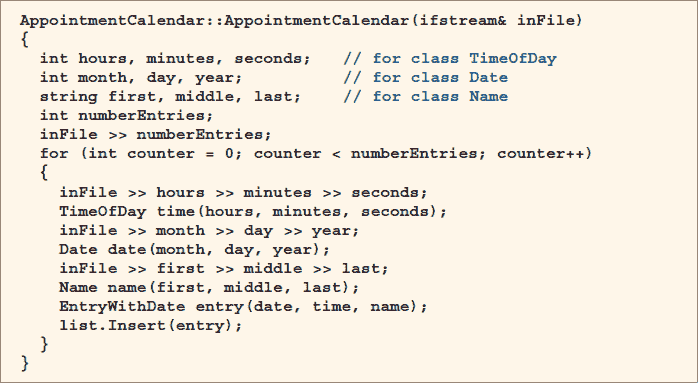 AppointmentCalendar::AppointmentCalendar(ifstream& inFile)
{
  int hours, minutes, seconds;   // for class TimeOfDay
  int month, day, year;          // for class Date
  string first, middle, last;    // for class Name
  int numberEntries;
  inFile >> numberEntries;
  for (int counter = 0; counter < numberEntries; counter++)
  {
    inFile >> hours >> minutes >> seconds;
    TimeOfDay time(hours, minutes, seconds);
    inFile >> month >> day >> year;
    Date date(month, day, year);
    inFile >> first >> middle >> last;
    Name name(first, middle, last);
    EntryWithDate entry(date, time, name);
    list.Insert(entry);
  }
}